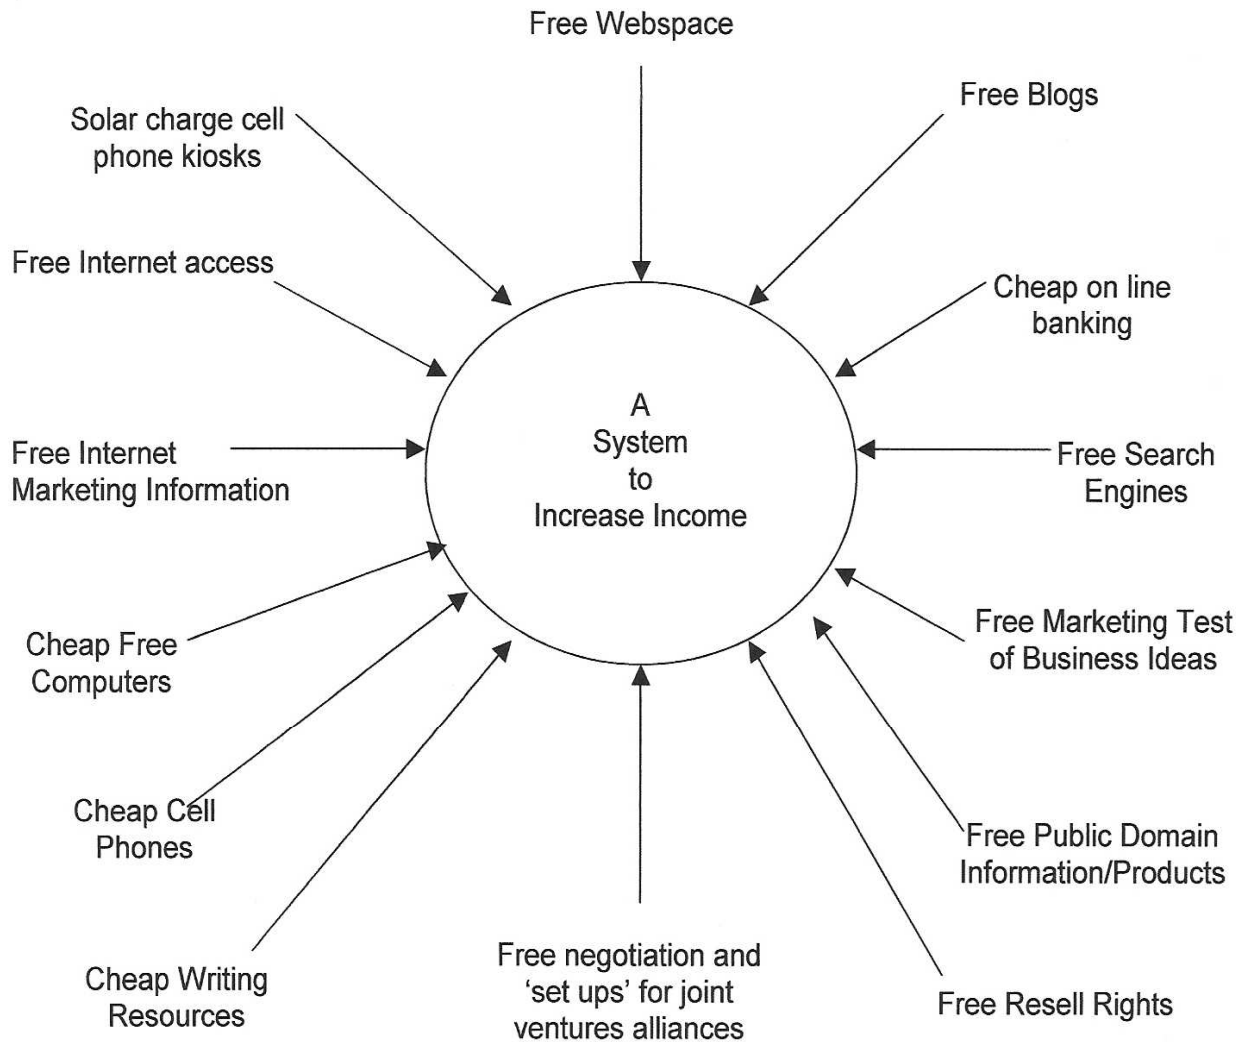 Free Webspace
Free Blogs
Solar charge cell
phone kiosks
Free Internet access
Cheap on line
banking
A
System
to
Increase Income
Free Internet
Marketing Information
Free Search
Engines
Cheap Free
Computers
Free Marketing Test
of Business Ideas
Cheap Cell
Phones
Free Public Domain
Information/Products
Cheap Writing
Resources
Free negotiation and
‘set ups’ for joint
ventures alliances
Free Resell Rights